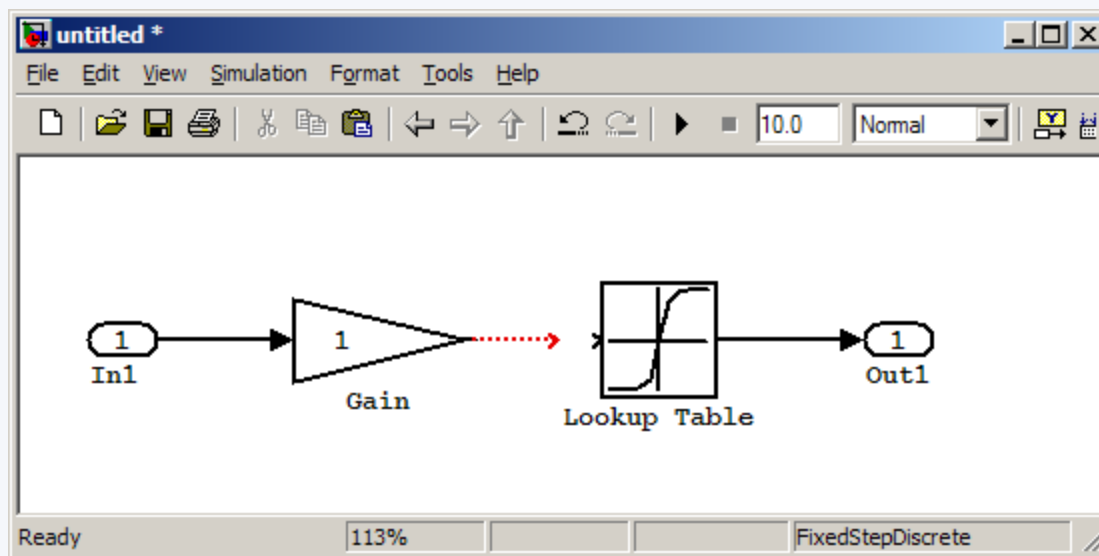 untitled *
File Edit View Simulation Format Tools Help
10.0 Normal
1 1 1
In1 Gain Out1
Lookup Table
Ready 113% FixedStepDiscrete